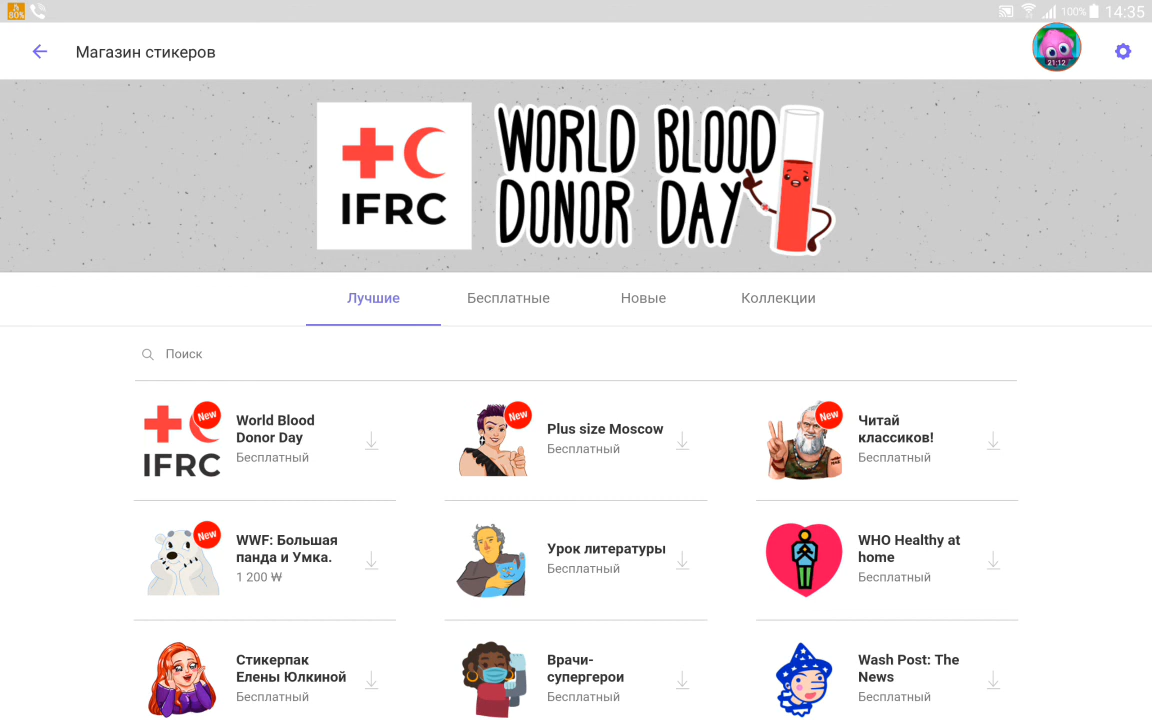 80%
100%
14:35
Магазин стикеров
21:12
IFRC
WORLD BLOOD
DONOR DAY
Лучшие
Бесплатные
Новые
Коллекции
Поиск
New
IFRC
World Blood
Donor Day
Бесплатный
New
Plus size Moscow
Бесплатный
New
Читай
классиков!
Бесплатный
New
WWF: Большая
панда и Умка.
1 200 ₩
Урок литературы
Бесплатный
WHO Healthy at
home
Бесплатный
Стикерпак
Елены Юлкиной
Бесплатный
Врачи-
супергерои
Бесплатный
Wash Post: The
News
Бесплатный